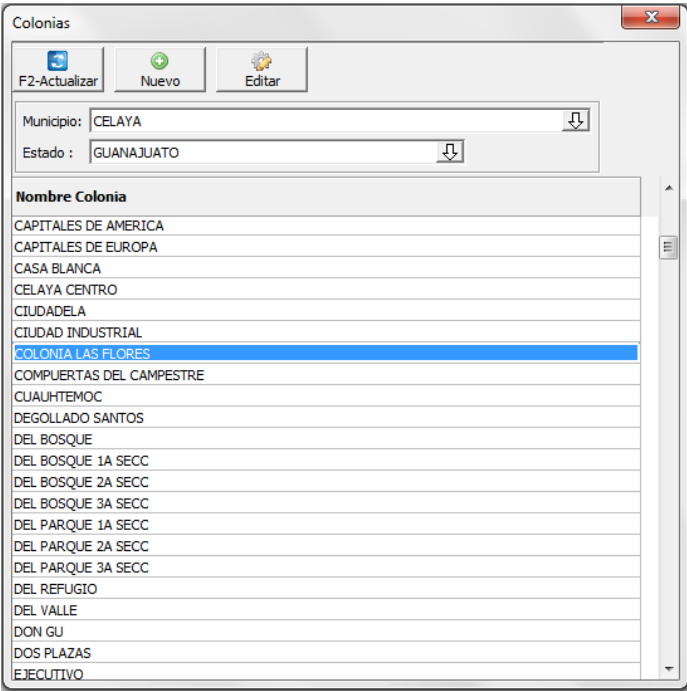 Colonias
F2-Actualizar Nuevo Editar
Municipio: CELAYA
Estado : GUANAJUATO
Nombre Colonia
CAPITALES DE AMERICA
CAPITALES DE EUROPA
CASA BLANCA
CELAYA CENTRO
CIUDADELA
CIUDAD INDUSTRIAL
COLONIA LAS FLORES
COMPUERTAS DEL CAMPESTRE
CUAUHTEMOC
DEGOLLADO SANTOS
DEL BOSQUE
DEL BOSQUE 1A SECC
DEL BOSQUE 2A SECC
DEL BOSQUE 3A SECC
DEL PARQUE 1A SECC
DEL PARQUE 2A SECC
DEL PARQUE 3A SECC
DEL REFUGIO
DEL VALLE
DON GU
DOS PLAZAS
EJECUTIVO